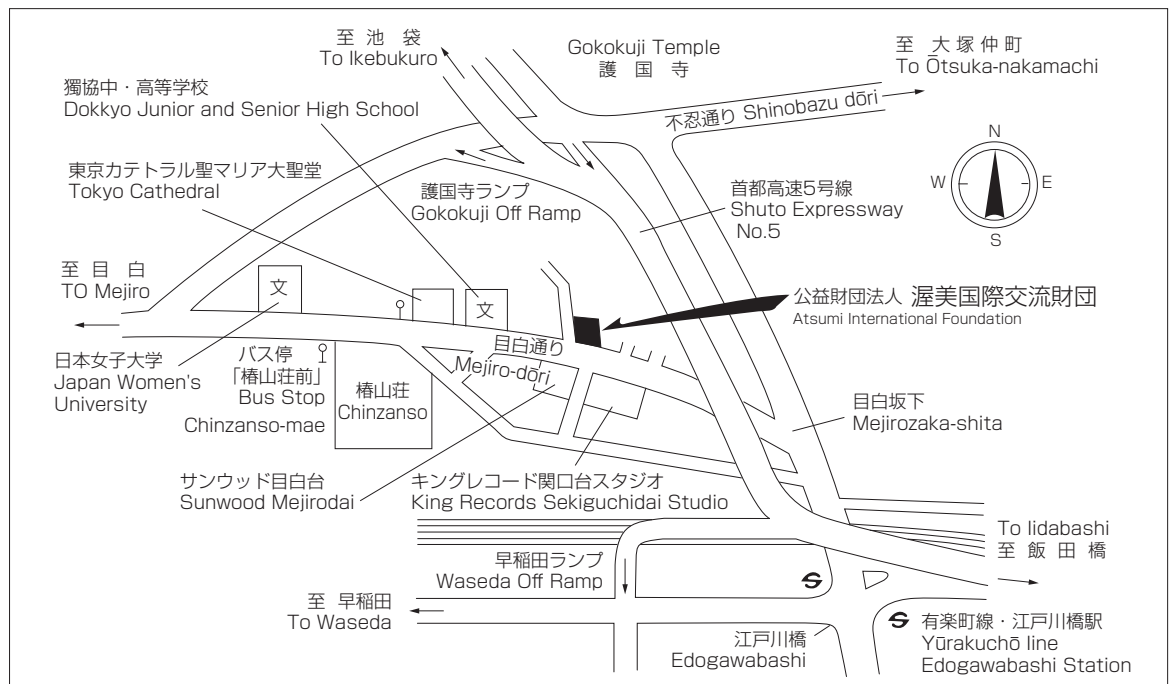 至 池 袋
To Ikebukuro
Gokokuji Temple
護 国 寺
至 大塚仲町
To Ōtsuka-nakamachi
獨協中・高等学校
Dokkyo Junior and Senior High School
不忍通り Shinobazu dōri
N
W
E
S
東京カテトラル聖マリア大聖堂
Tokyo Cathedral
護国寺ランプ
Gokokuji Off Ramp
首都高速5号線
Shuto Expressway
No.5
至 目 白
TO Mejiro
文
文
公益財団法人 渥美国際交流財団
Atsumi International Foundation
目白通り
Mejiro-dōri
日本女子大学
Japan Women's
University
バス停
「椿山荘前」
Bus Stop
Chinzanso-mae
椿山荘
Chinzanso
目白坂下
Mejirozaka-shita
サンウッド目白台
Sunwood Mejirodai
キングレコード関口台スタジオ
King Records Sekiguchidai Studio
To Iidabashi
至 飯 田 橋
早稲田ランプ
Waseda Off Ramp
至 早稲田
To Waseda
江戸川橋
Edogawabashi
有楽町線・江戸川橋駅
Yūrakuchō line
Edogawabashi Station